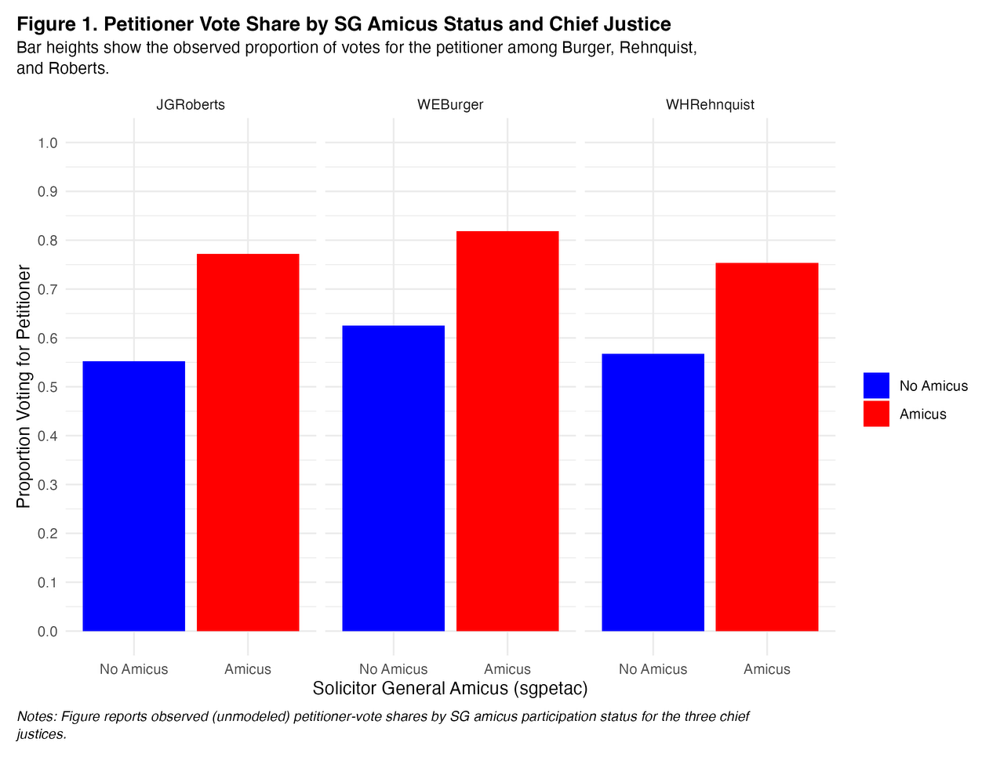 Figure 1. Petitioner Vote Share by SG Amicus Status and Chief Justice
Bar heights show the observed proportion of votes for the petitioner among Burger, Rehnquist,
and Roberts.
JGRoberts
WEBurger
WHRehnquist
Proportion Voting for Petitioner
1.0
0.9
0.8
0.7
0.6
0.5
0.4
0.3
0.2
0.1
0.0
No Amicus
Amicus
No Amicus
Amicus
No Amicus
Amicus
Solicitor General Amicus (sgpetac)
No Amicus
Amicus
Notes: Figure reports observed (unmodeled) petitioner-vote shares by SG amicus participation status for the three chief
justices.